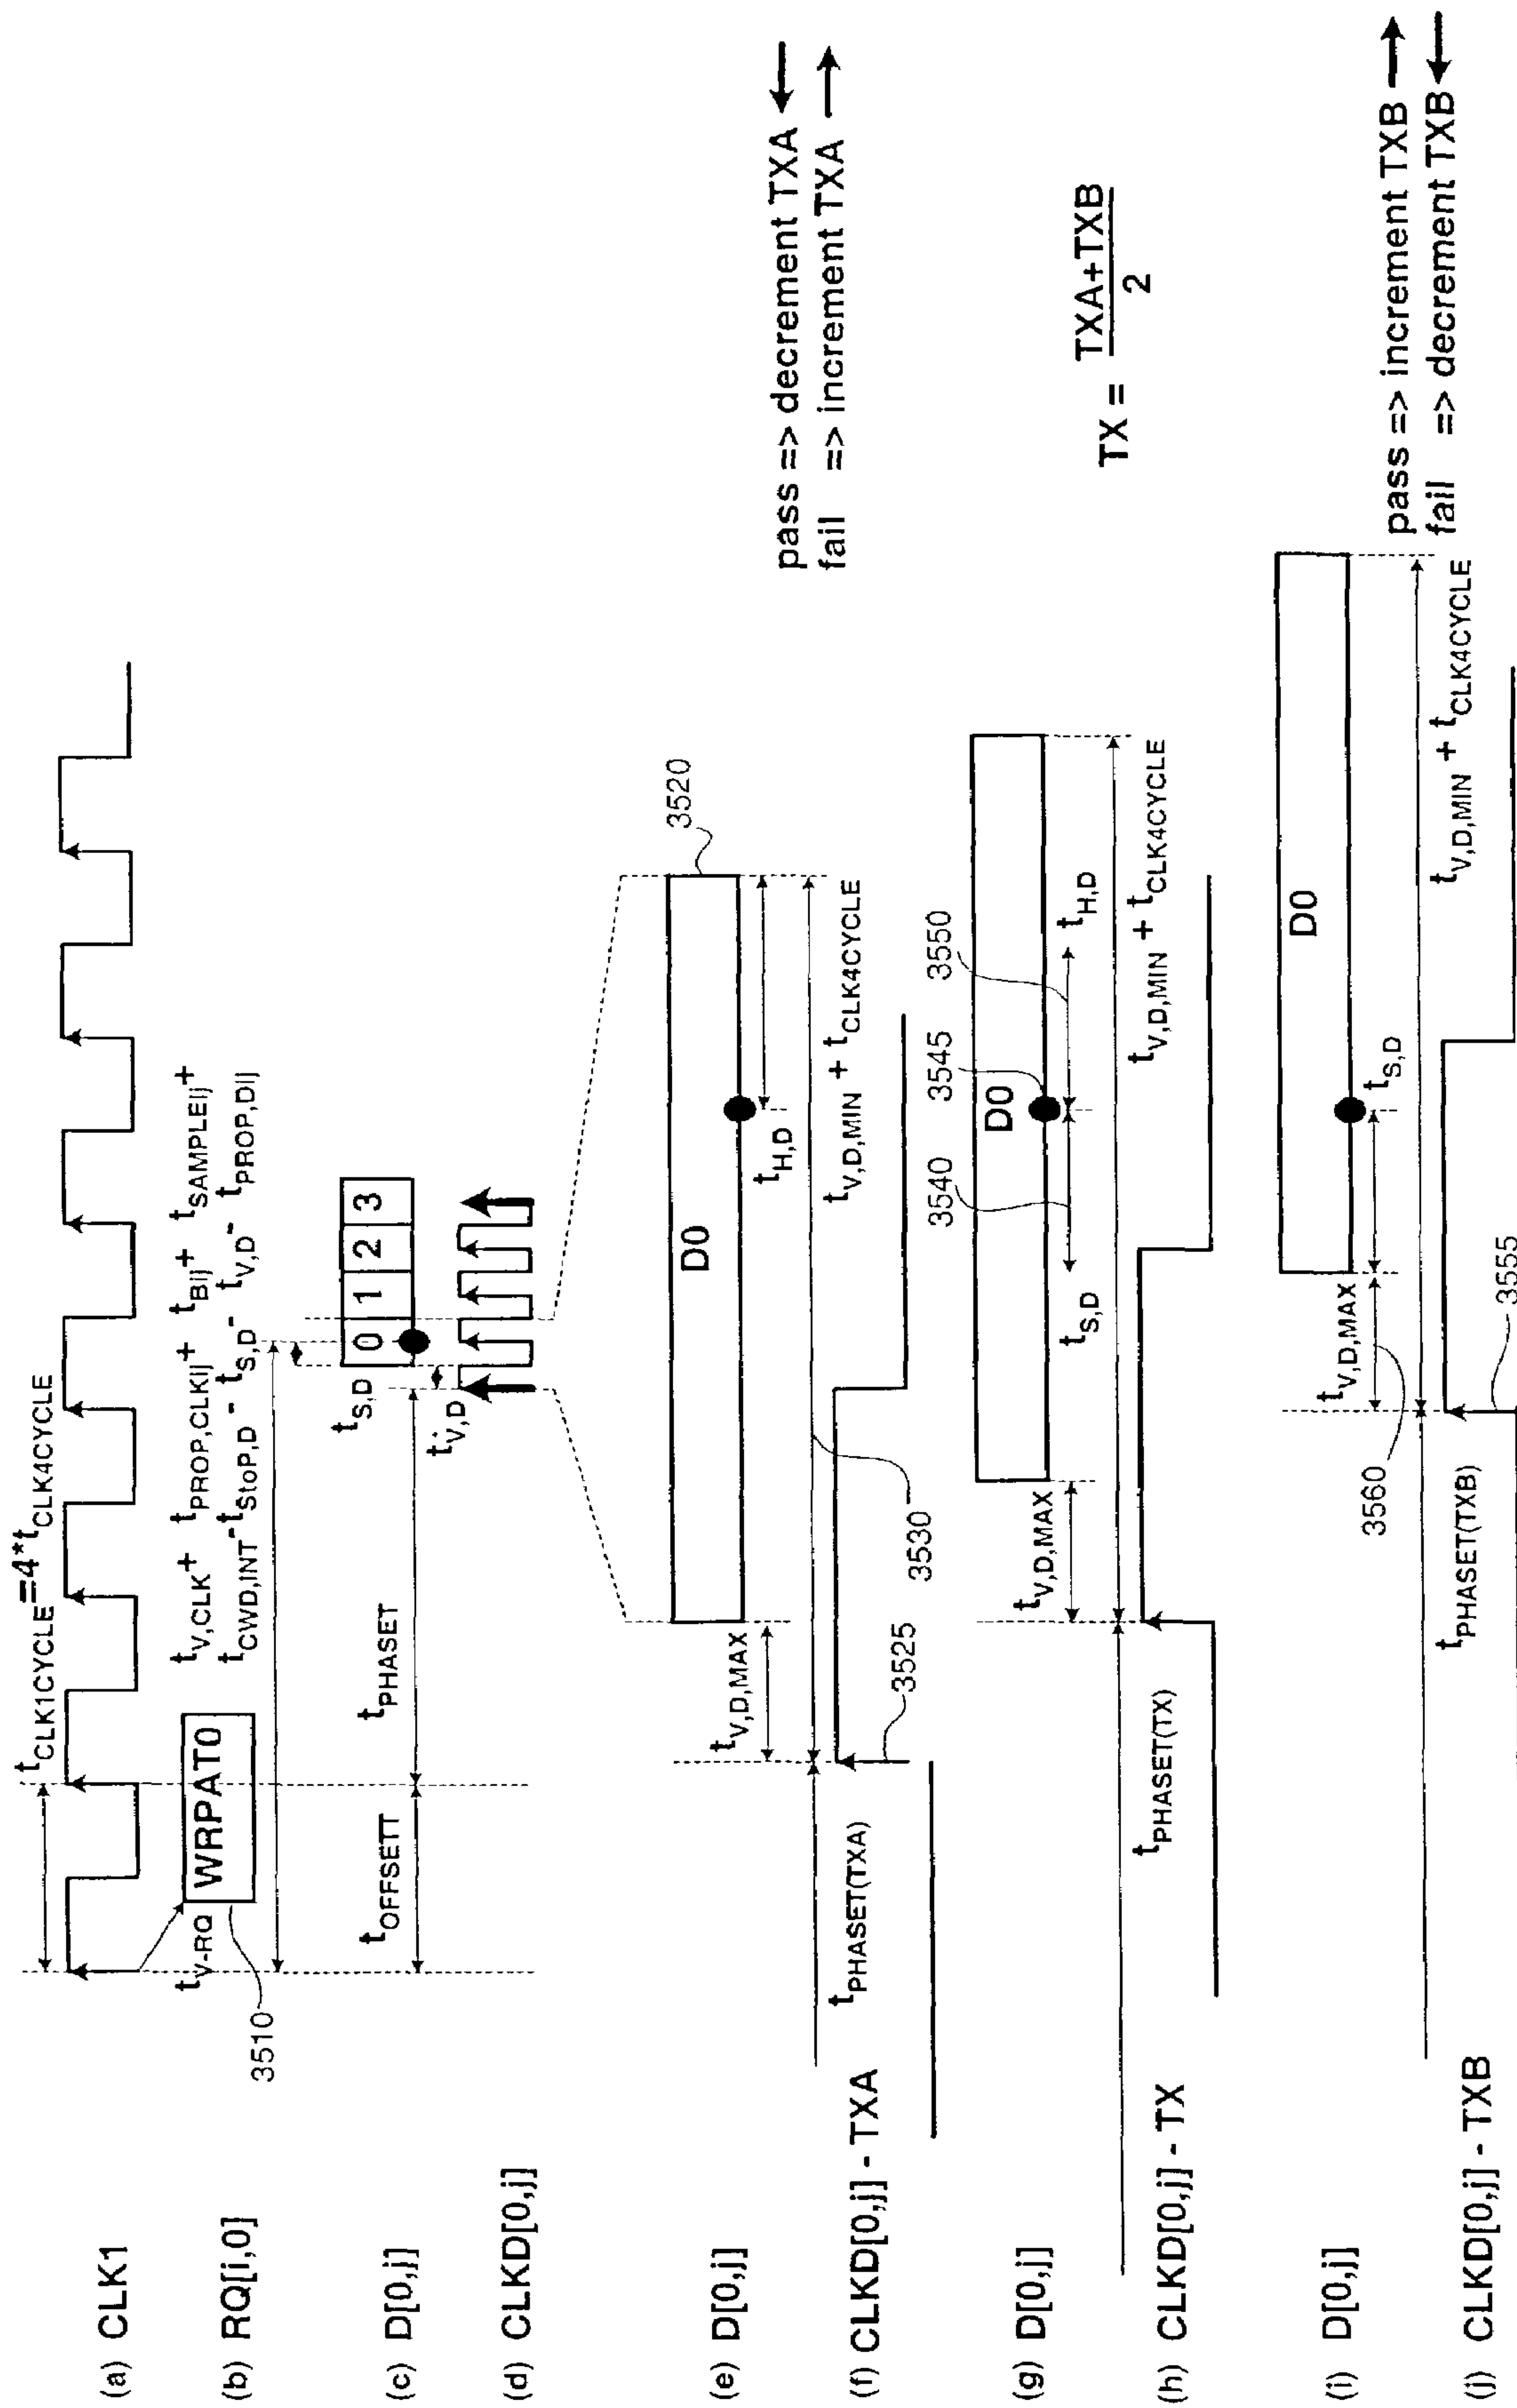 (a) CLK1
tCLK1CYCLE=4*tCLK4CYCLE
(b) RQ[i,0]
tV-RQ
WRPAT0
3510
tV,CLK+ tPROP,CLKij+ tBij+ tSAMPLEij+
tCWD,INT-tStoP,D - tS,D- tV,D- tPROP,Dij
(c) D[0,j]
tOFFSETT
tPHASET
tS,D
tV,D
0 1 2 3
(d) CLKD[0,j]
(e) D[0,j]
D0
3520
tV,D,MAX
tH,D
pass => decrement TXA
fail => increment TXA
(f) CLKD[0,j] - TXA
tPHASET(TXA)
3525
3530
tV,D,MIN + tCLK4CYCLE
(g) D[0,j]
D0
3540
3545
3550
tV,D,MAX
tS,D
tH,D
TX = TXA+TXB
2
(h) CLKD[0,j] - TX
tPHASET(TX)
tV,D,MIN + tCLK4CYCLE
(i) D[0,j]
D0
tV,D,MAX
tS,D
3560
pass => increment TXB
fail => decrement TXB
(j) CLKD[0,j] - TXB
tPHASET(TXB)
3555
tV,D,MIN + tCLK4CYCLE